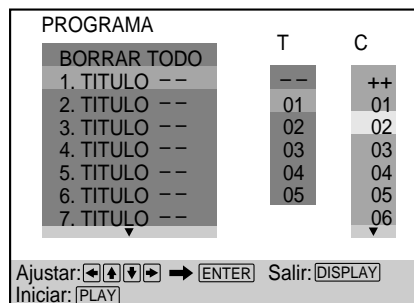 PROGRAMA
T C
BORRAR TODO
1. TITULO – – – – ++
2. TITULO – – 01 01
3. TITULO – – 02 02
4. TITULO – – 03 03
5. TITULO – – 04 04
6. TITULO – – 05 05
7. TITULO – – 06
Ajustar: ENTER Salir: DISPLAY
Iniciar: PLAY